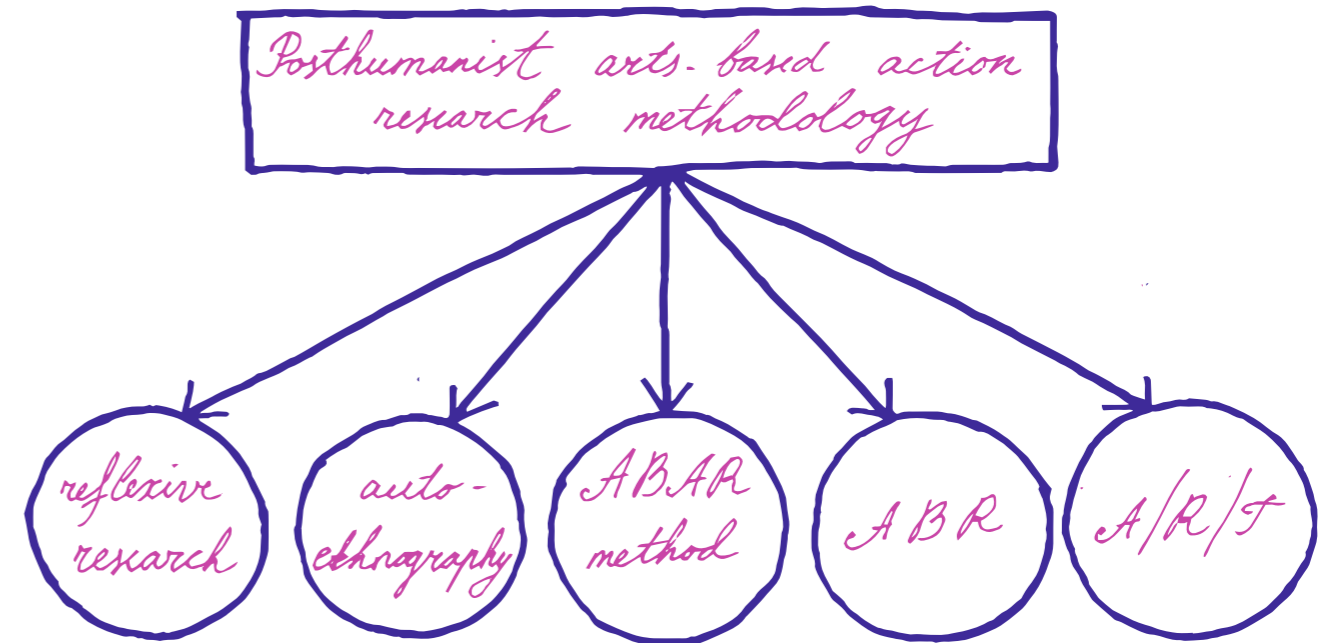 Posthumanist arts-based action
research methodology
reflexive
research
auto-
ethnography
ABAR
method
ABR
A/R/T